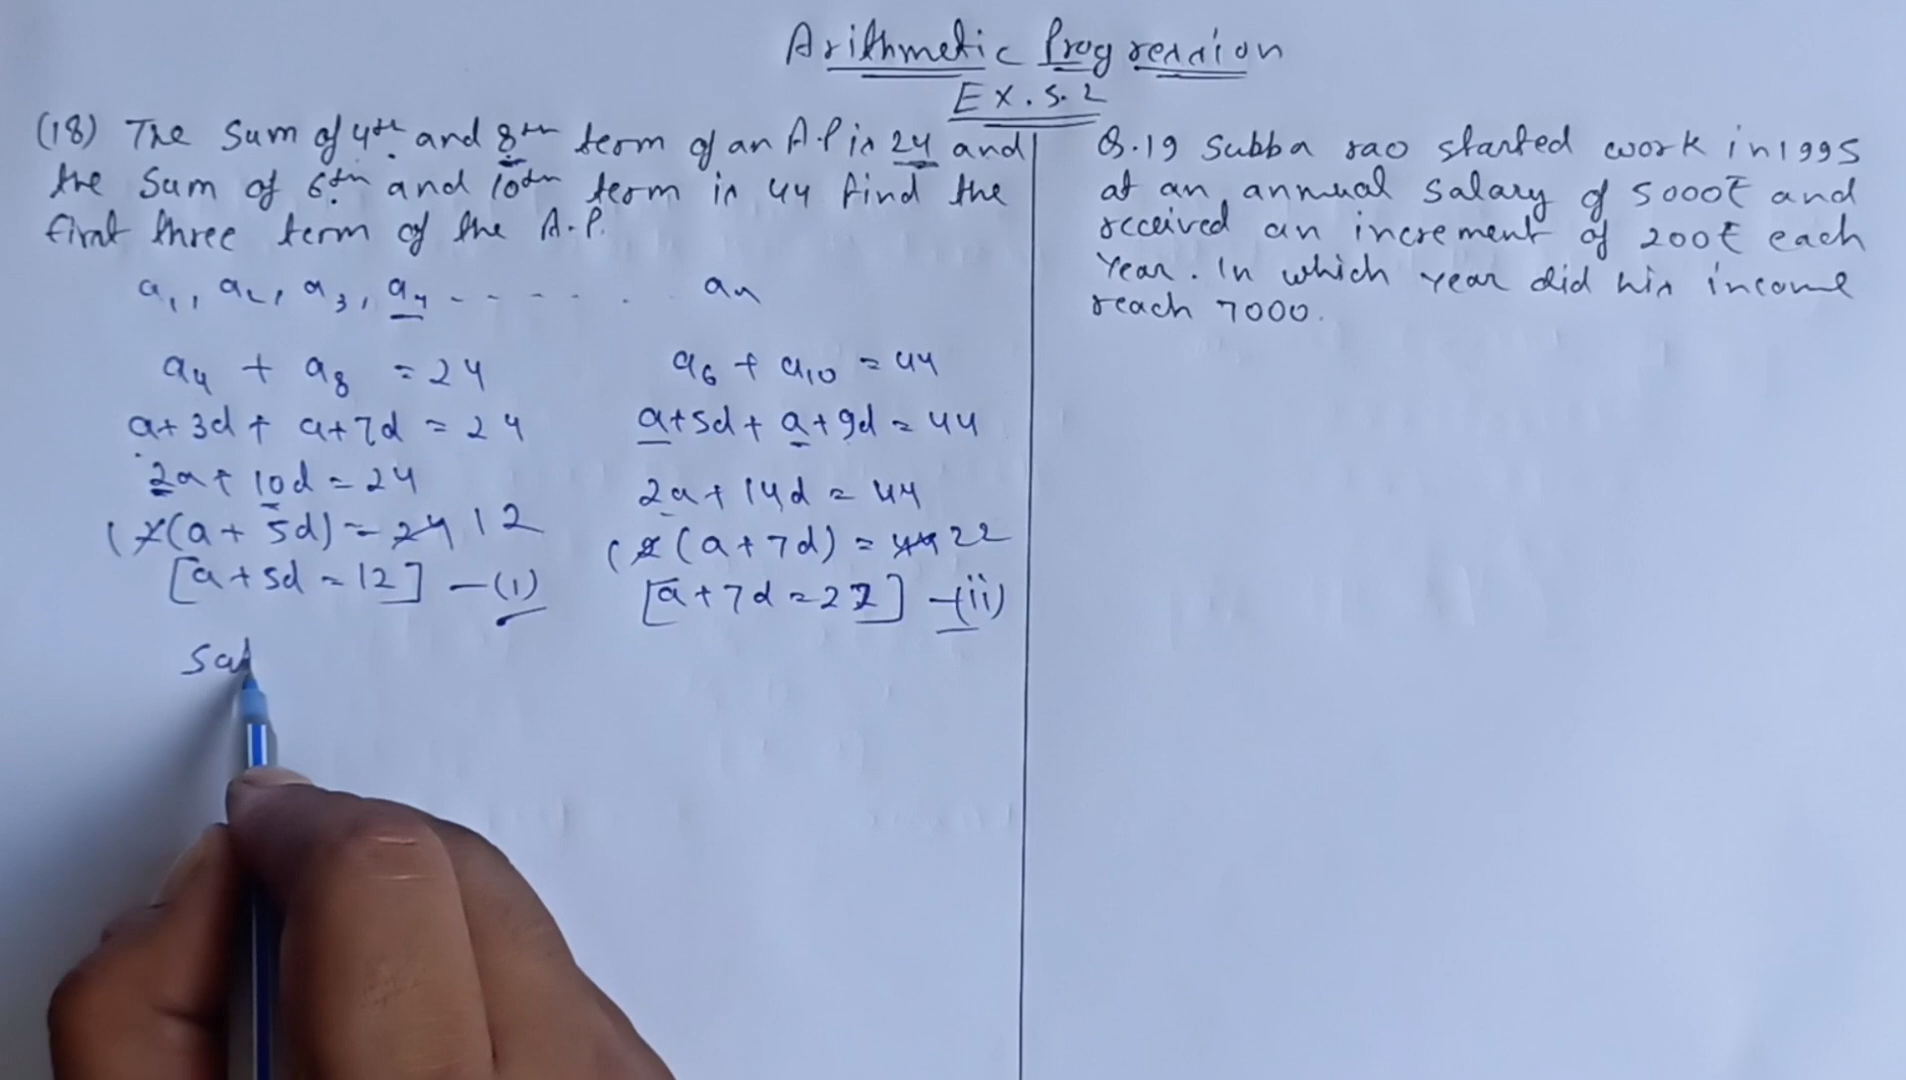 Arithmetic Progression
Ex. 5.2
(18) The Sum of 4th and 8th term of an A.P is 24 and
the Sum of 6th and 10th term is 44 find the
first three term of the A.P.
a1, a2, a3, a4 - - - - - . . an
a4 + a8 = 24
a+3d+ a+7d = 24
2a+10d=24
2(a+5d)=24 12
[a+5d=12] -(1)
a6 + a10 = 44
a+5d+a+9d=44
2a+14d=44
(2(a+7d)=44 22
[a+7d=22] -(ii)
Q.19 Subba rao started work in 1995
at an annual salary of 5000₹ and
received an increment of 200₹ each
Year. In which year did his income
reach 7000.